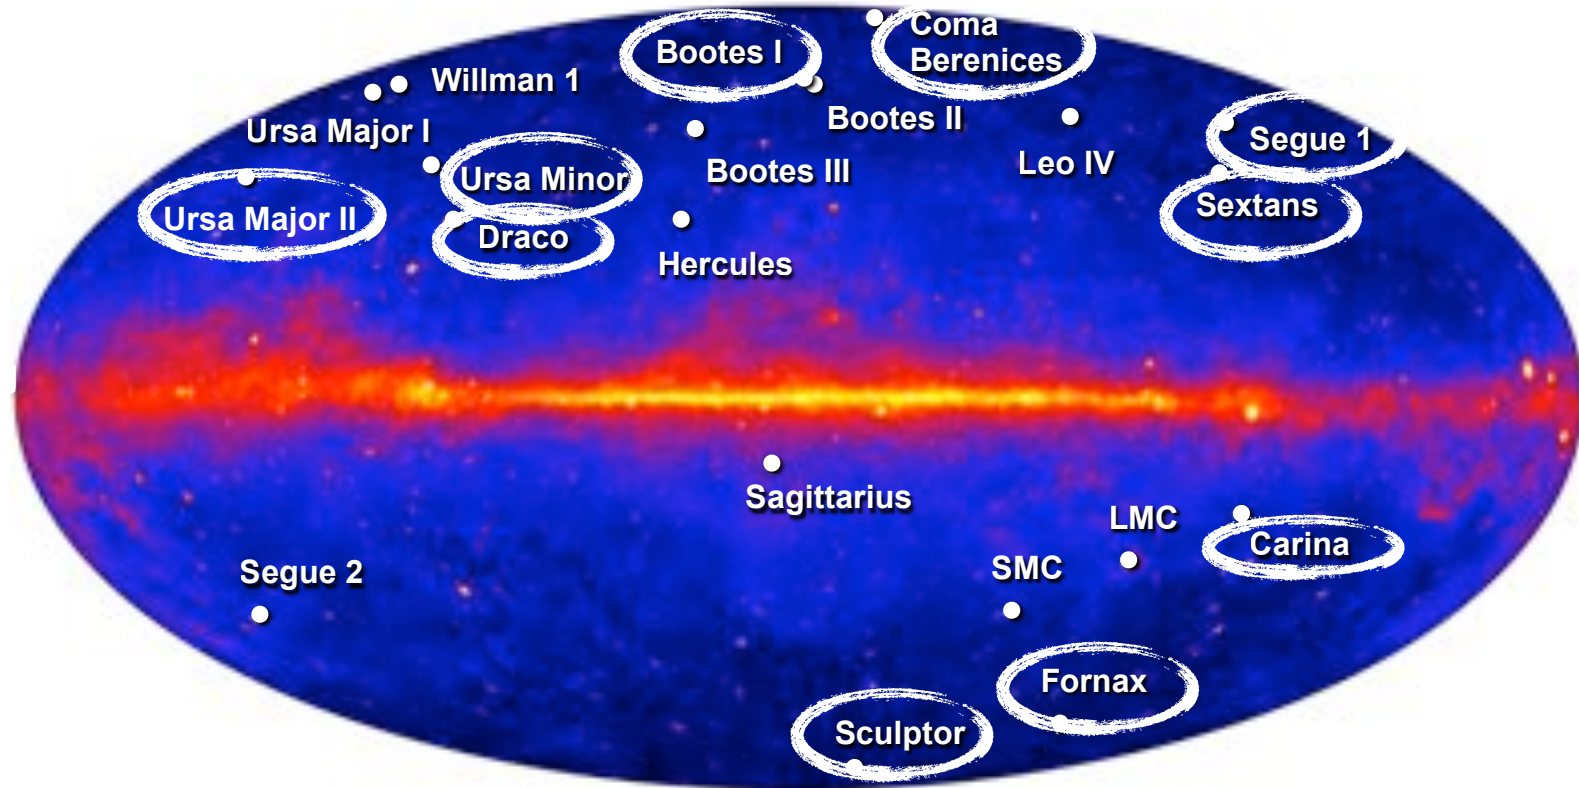 Coma
Berenices
Bootes I
Willman 1
Bootes II
Ursa Major I
Segue 1
Leo IV
Bootes III
Ursa Minor
Sextans
Ursa Major II
Draco
Hercules
Sagittarius
LMC
Carina
SMC
Segue 2
Fornax
Sculptor